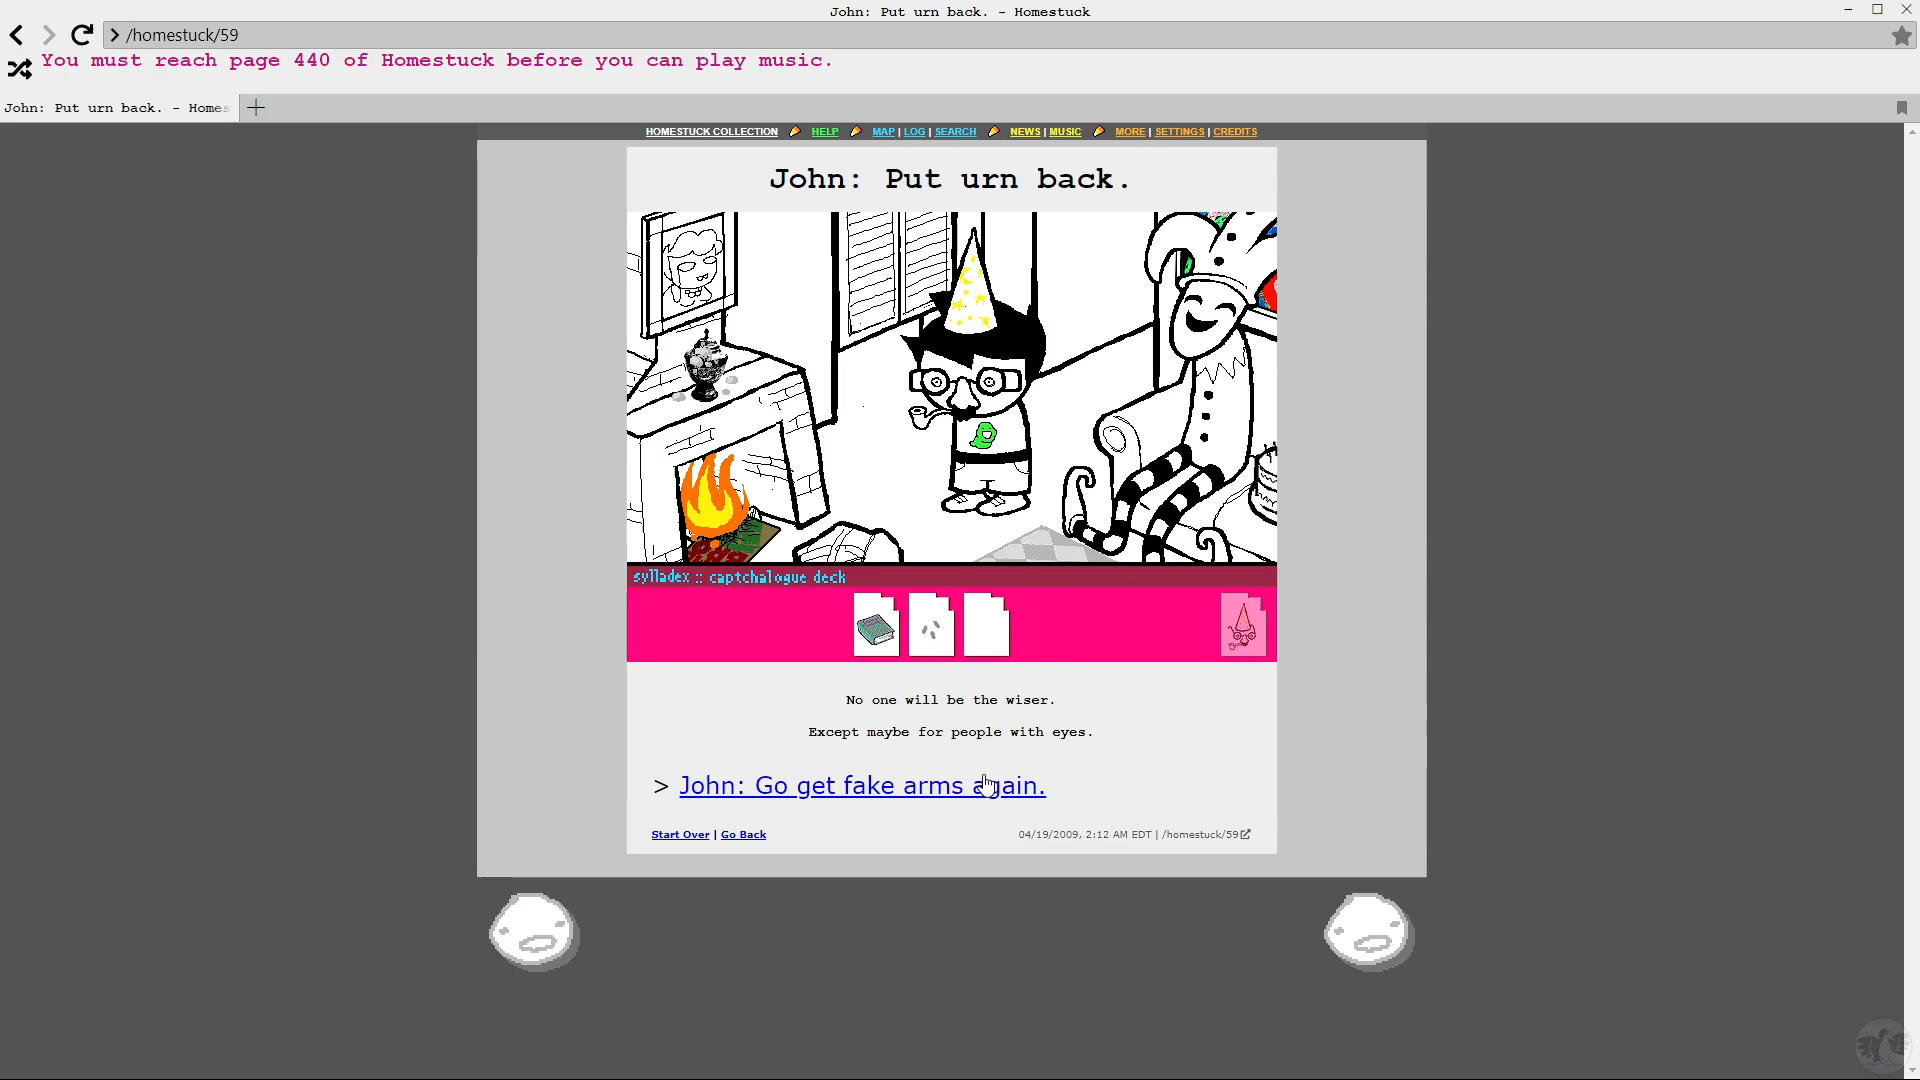 John: Put urn back. - Homestuck
/homestuck/59
You must reach page 440 of Homestuck before you can play music.
John: Put urn back. - Homes
HOMESTUCK COLLECTION HELP MAP | LOG | SEARCH NEWS | MUSIC MORE | SETTINGS | CREDITS
John: Put urn back.
sylladex :: captchalogue deck
No one will be the wiser.
Except maybe for people with eyes.
> John: Go get fake arms again.
Start Over | Go Back
04/19/2009, 2:12 AM EDT | /homestuck/59